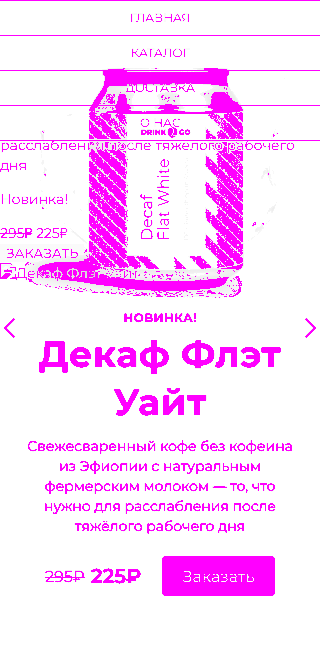 ГЛАВНАЯ
КАТАЛОГ
ДОСТАВКА
О НАС
DRINK GO
расслабления после тяжелого рабочего
дня
Decaf
Flat White
Новинка!
295₽ 225₽
ЗАКАЗАТЬ
Декаф Флэт Уайт
НОВИНКА!
Декаф Флэт
Уайт
Свежесваренный кофе без кофеина
из Эфиопии с натуральным
фермерским молоком — то, что
нужно для расслабления после
тяжёлого рабочего дня
295₽ 225₽ Заказать